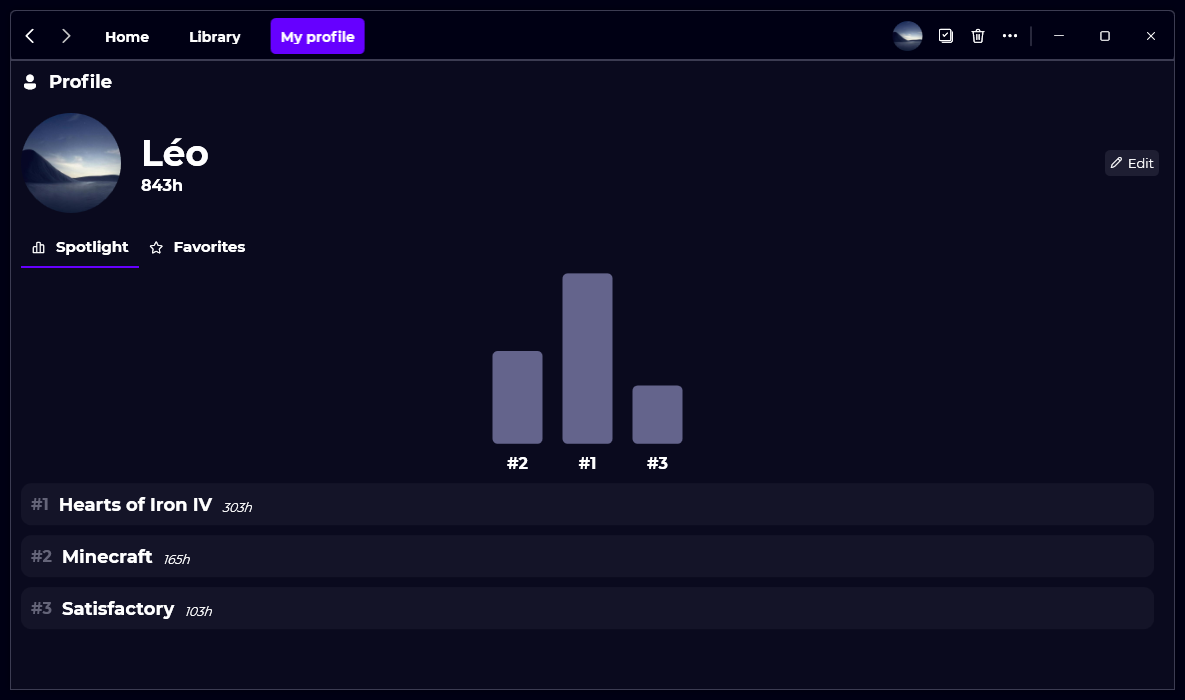 Home Library My profile
Profile
Léo
843h
Edit
Spotlight Favorites
#2 #1 #3
#1 Hearts of Iron IV 303h
#2 Minecraft 165h
#3 Satisfactory 103h